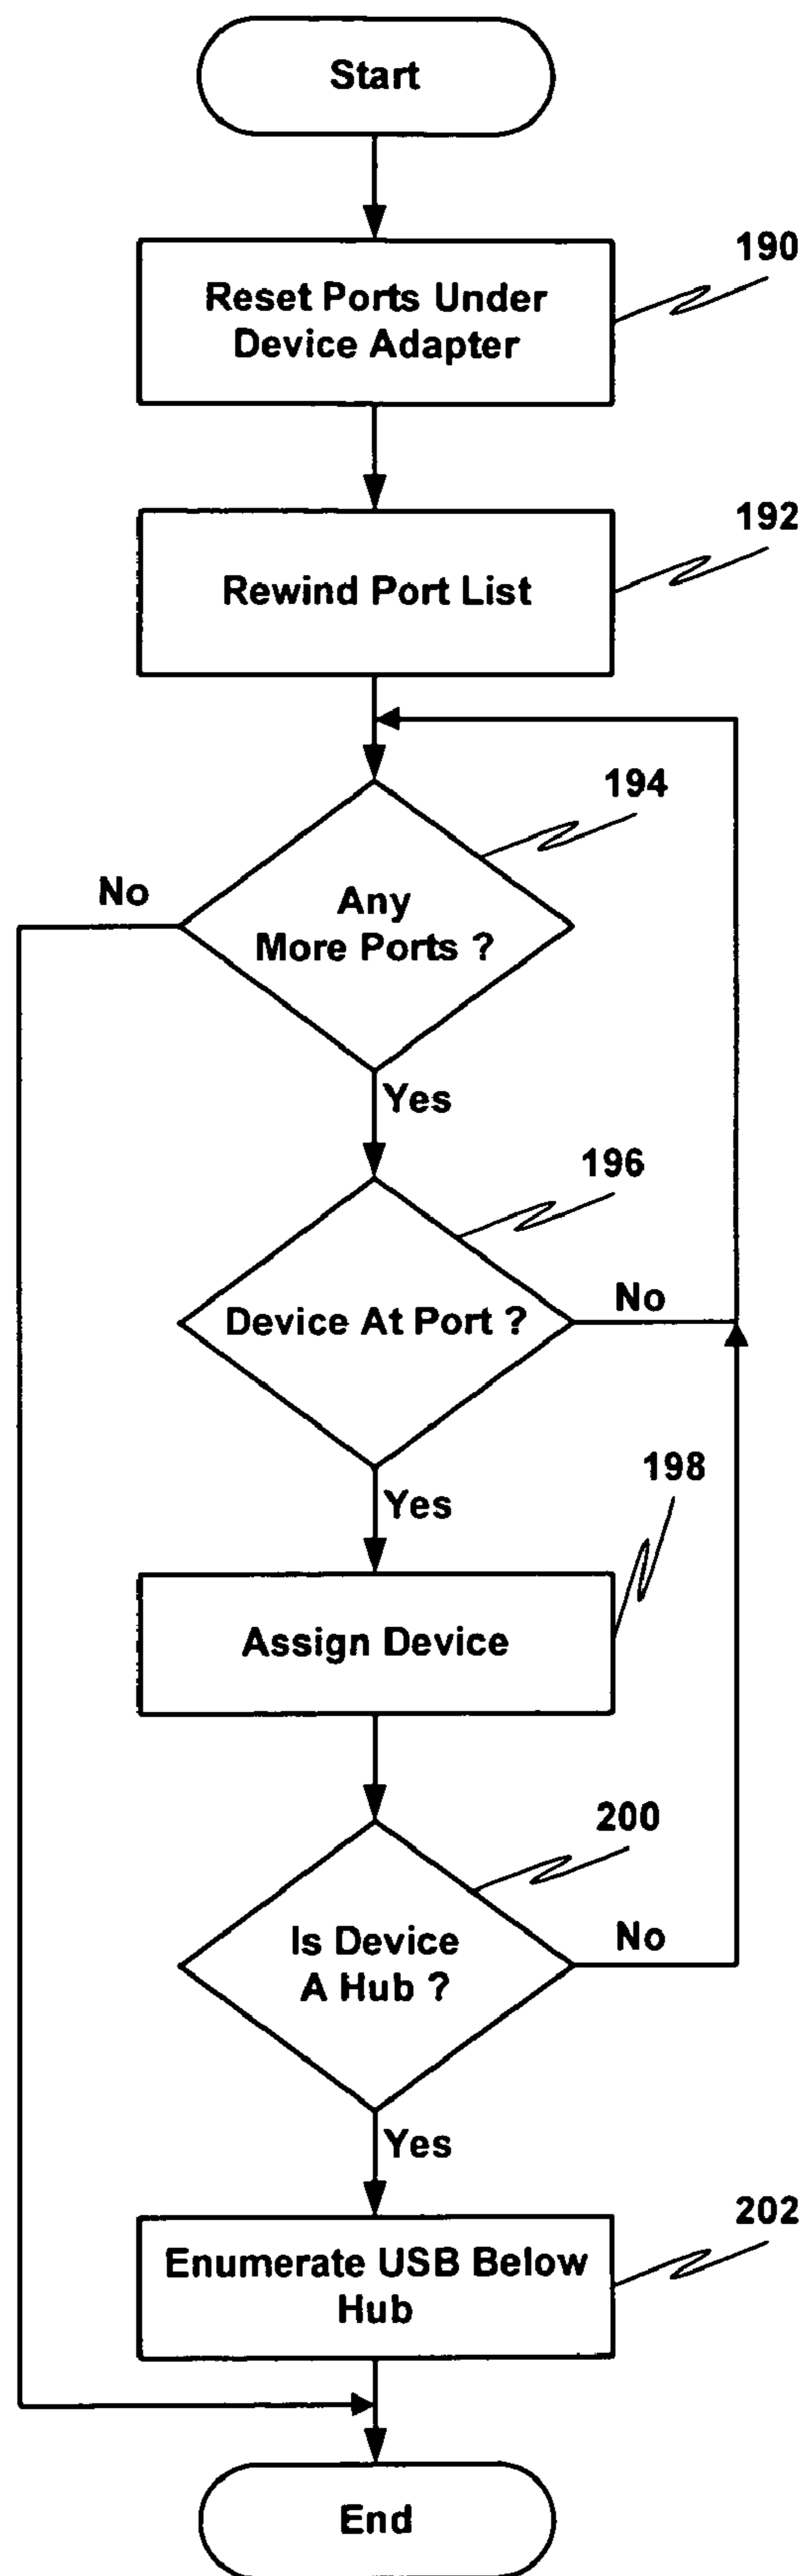 Start
190
Reset Ports Under
Device Adapter
192
Rewind Port List
194
No
Any
More Ports ?
Yes
196
No
Device At Port ?
198
Yes
Assign Device
200
Is Device
A Hub ?
No
Yes
202
Enumerate USB Below
Hub
End